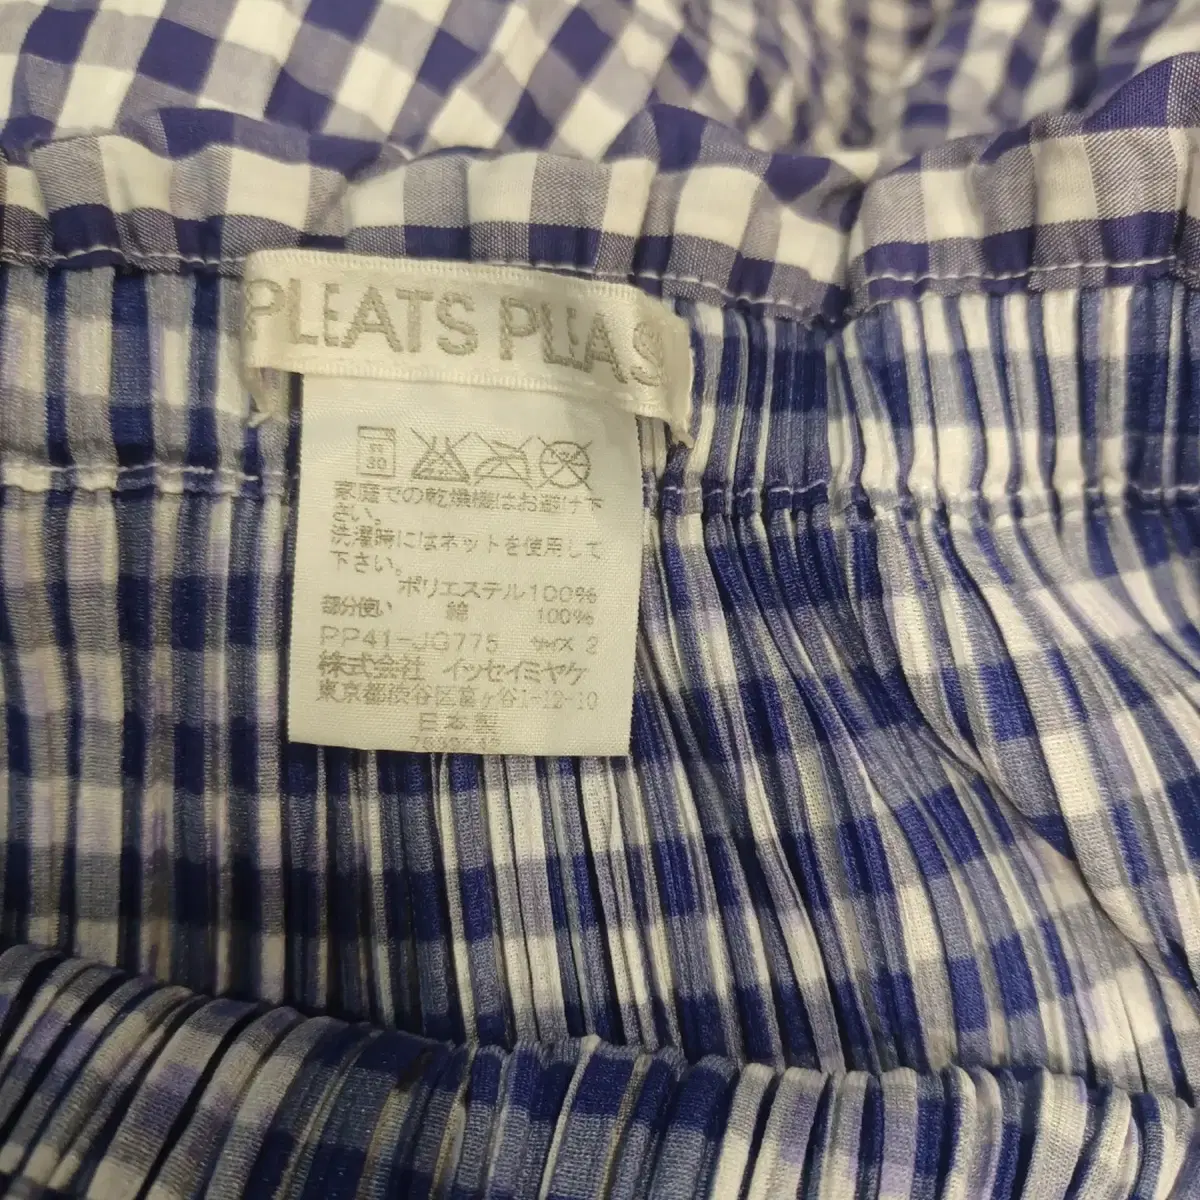 PLEATS PLEAS
30
家庭での乾燥機はお避け下
さい。
洗濯時にはネットを使用して
下さい。
ポリエステル100%
部分使い 綿 100%
PP41-JG775 サイズ 2
株式会社 イッセイミヤケ
東京都渋谷区富ヶ谷1-12-10
日本製